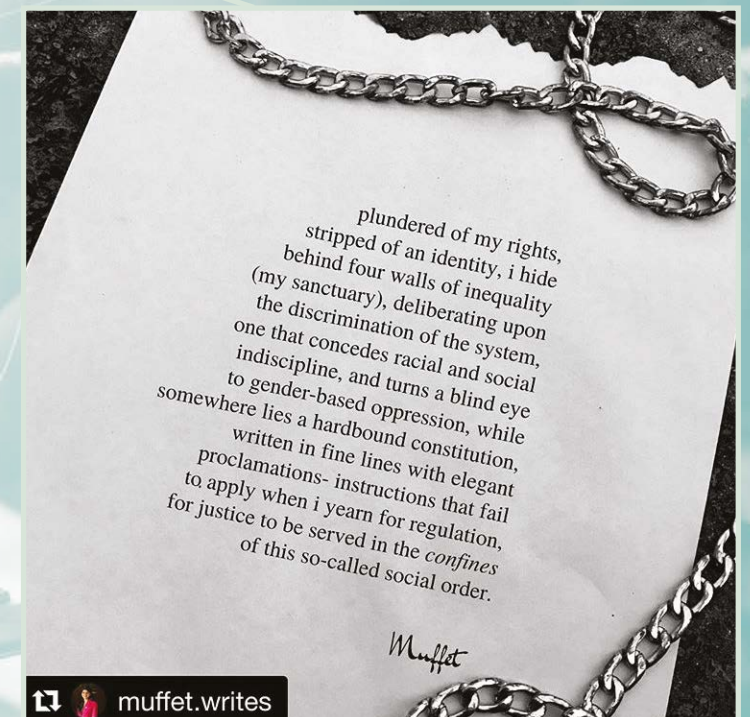 plundered of my rights,
stripped of an identity, i hide
behind four walls of inequality
(my sanctuary), deliberating upon
the discrimination of the system,
one that concedes racial and social
indiscipline, and turns a blind eye
to gender-based oppression, while
somewhere lies a hardbound constitution,
written in fine lines with elegant
proclamations- instructions that fail
to apply when i yearn for regulation,
for justice to be served in the confines
of this so-called social order.
Muffet
muffet.writes